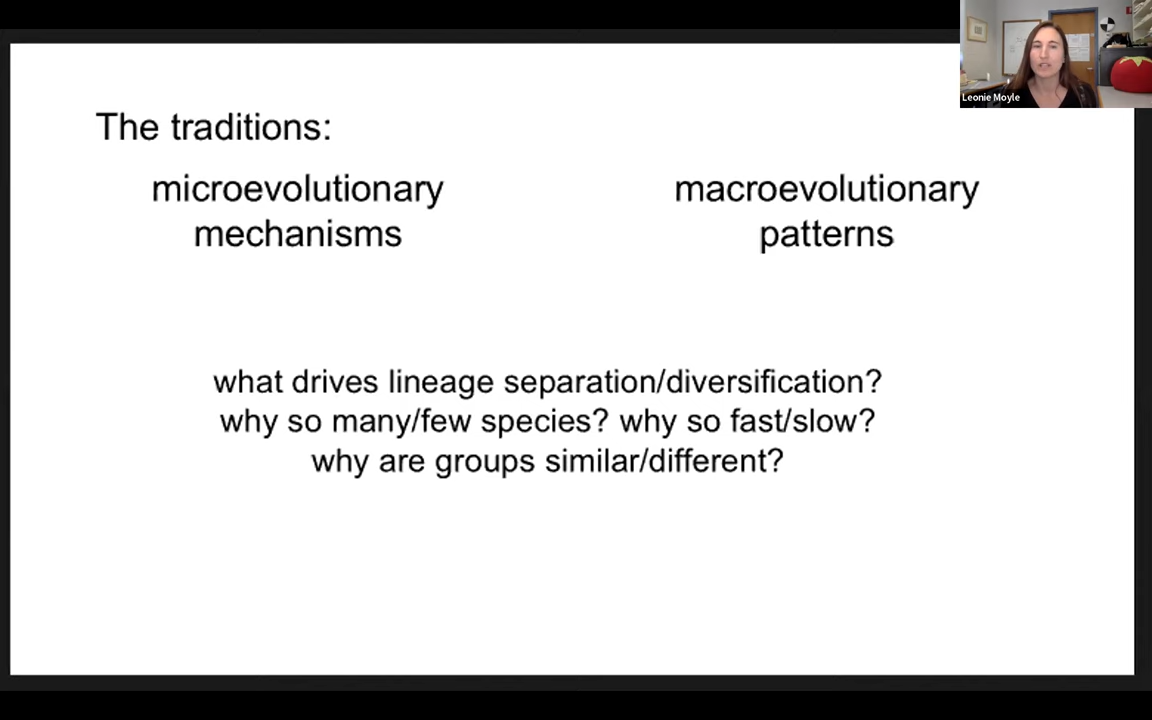 The traditions:
microevolutionary
mechanisms
macroevolutionary
patterns
what drives lineage separation/diversification?
why so many/few species? why so fast/slow?
why are groups similar/different?
Leonie Moyle